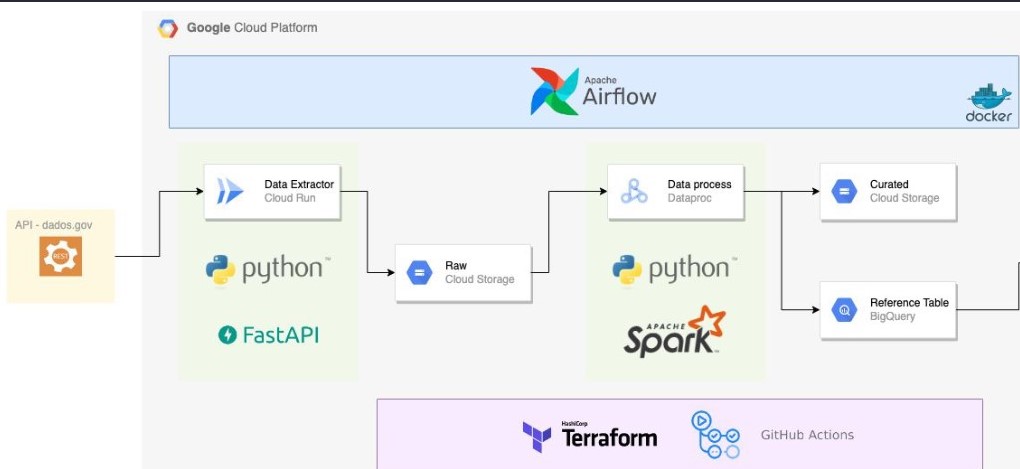 Google Cloud Platform
Apache
Airflow
docker
API - dados.gov
REST
Data Extractor
Cloud Run
python™
FastAPI
Raw
Cloud Storage
Data process
Dataproc
python™
APACHE
Spark™
Curated
Cloud Storage
Reference Table
BigQuery
HashiCorp
Terraform
GitHub Actions